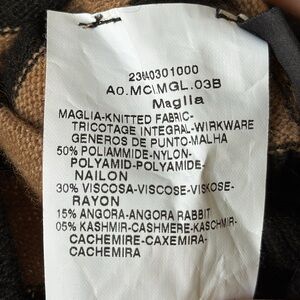 23M0301000
A0.MC\MGL.03B
Maglia
MAGLIA-KNITTED FABRIC-
TRICOTAGE INTEGRAL-WIRKWARE
GENEROS DE PUNTO-MALHA
50% POLIAMMIDE-NYLON-
POLYAMID-POLYAMIDE-
NAILON
30% VISCOSA-VISCOSE-VISKOSE-
RAYON
15% ANGORA-ANGORA RABBIT
05% KASHMIR-CASHMERE-KASCHMIR-
CACHEMIRE-CAXEMIRA-
CACHEMIRA